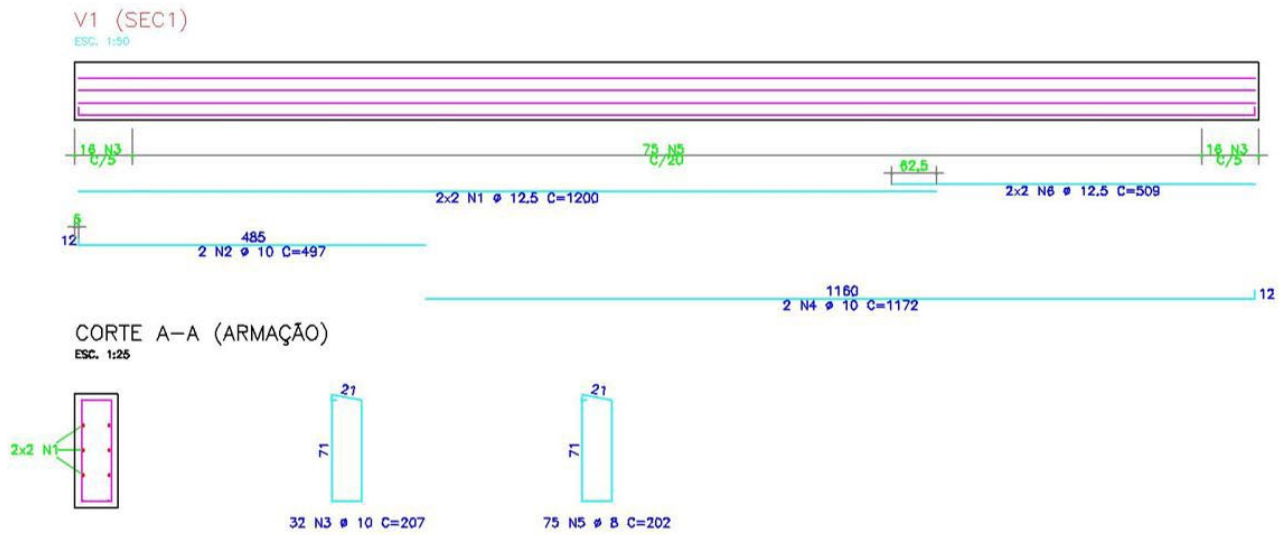 V1 (SEC1)
ESC. 1:50
16 N3
C/5
75 N5
C/20
16 N3
C/5
62,5
2x2 N1 ø 12.5 C=1200
2x2 N6 ø 12.5 C=509
5
12
485
2 N2 ø 10 C=497
1160
12
2 N4 ø 10 C=1172
CORTE A-A (ARMAÇÃO)
ESC. 1:25
2x2 N1
21
71
32 N3 ø 10 C=207
21
71
75 N5 ø 8 C=202